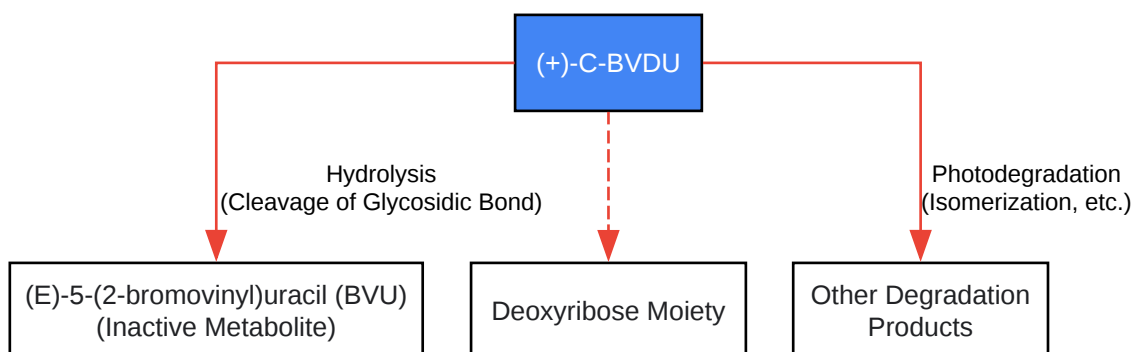 (+)-C-BVDU
Hydrolysis
(Cleavage of Glycosidic Bond)
Photodegradation
(Isomerization, etc.)
(E)-5-(2-bromovinyl)uracil (BVU)
(Inactive Metabolite)
Deoxyribose Moiety
Other Degradation
Products